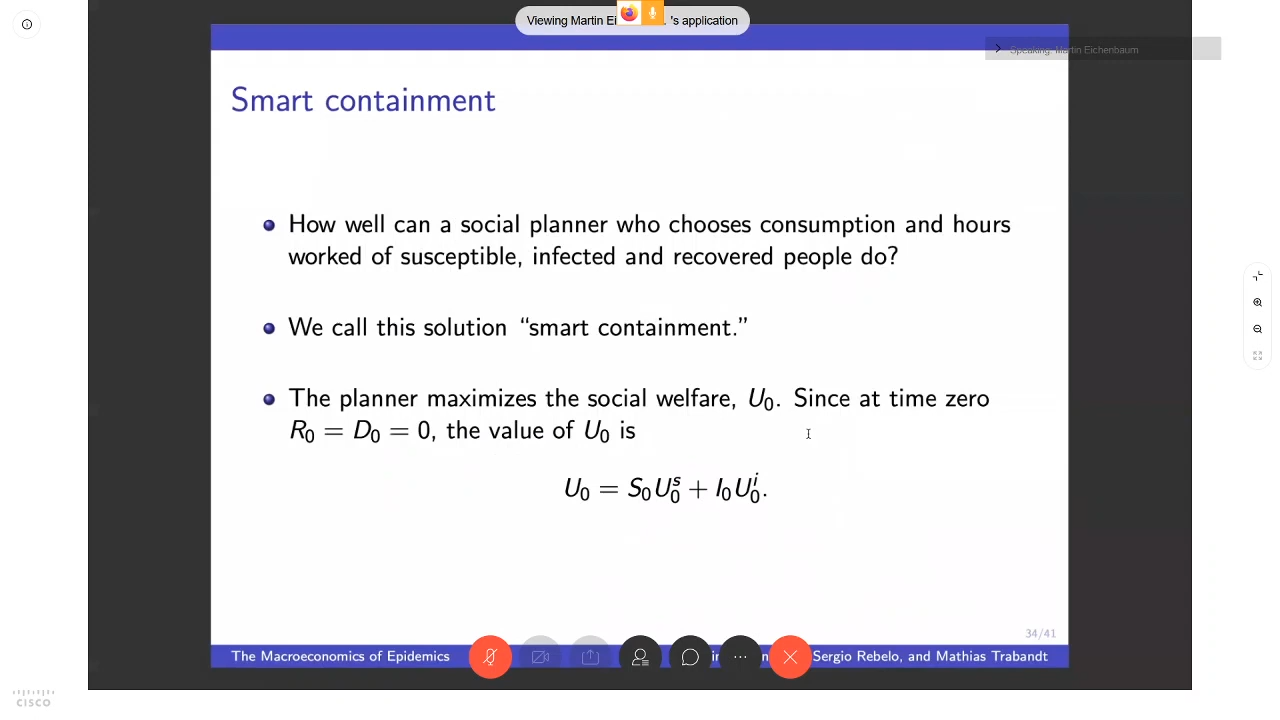 Viewing Martin Ei . 's application
Speaking: Martin Eichenbaum
Smart containment
How well can a social planner who chooses consumption and hours
worked of susceptible, infected and recovered people do?
We call this solution “smart containment.”
The planner maximizes the social welfare, U₀. Since at time zero
R₀ = D₀ = 0, the value of U₀ is
U₀ = S₀U₀ˢ + I₀U₀ⁱ.
34/41
The Macroeconomics of Epidemics
Sergio Rebelo, and Mathias Trabandt
CISCO